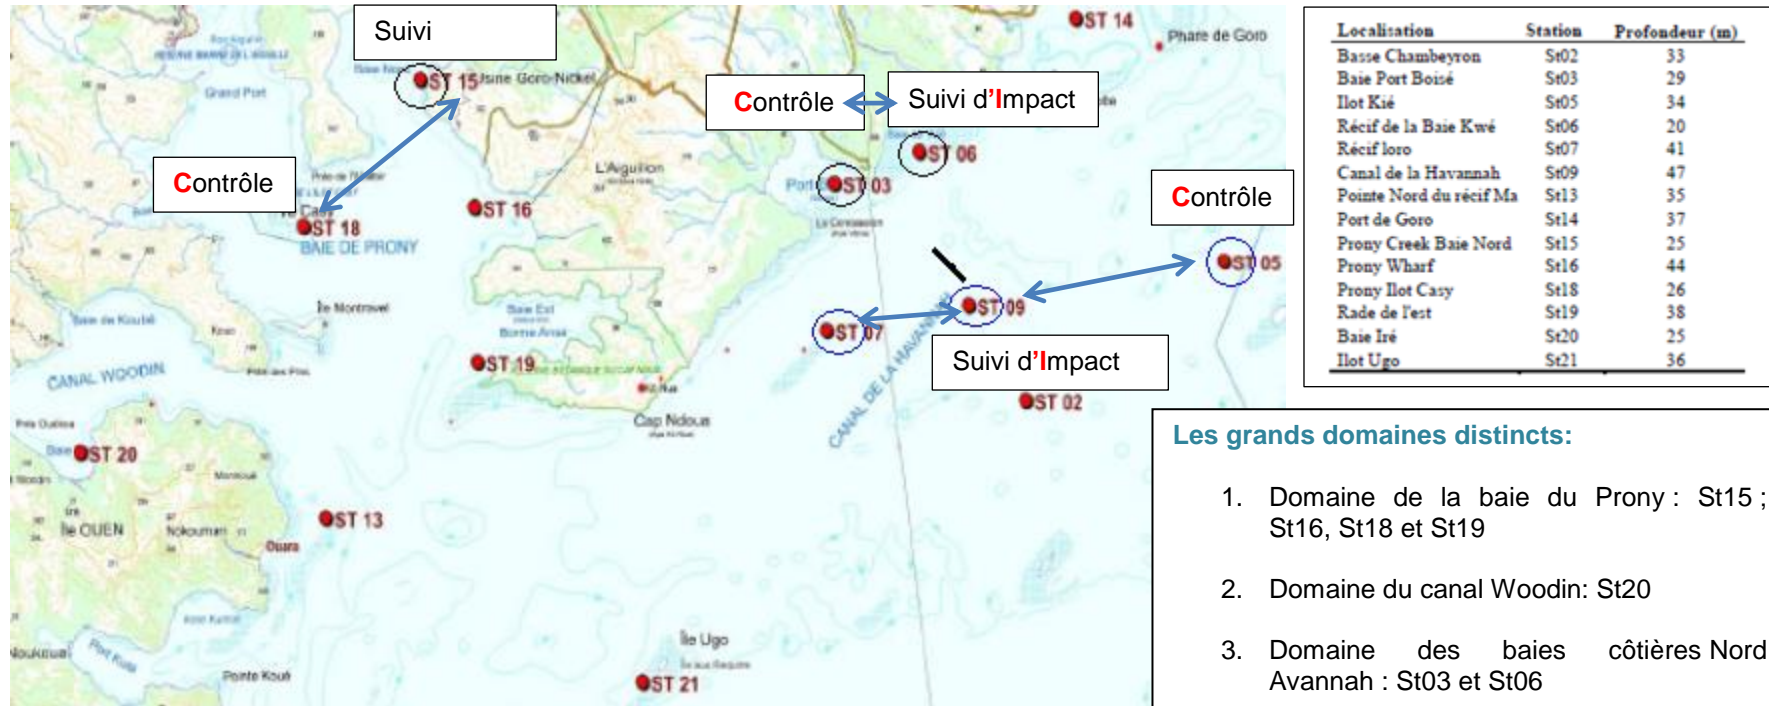 Suivi
ST 14
Phare de Goro
Grand Port
ST 15
Usine Goro-Nickel
Contrôle
Suivi d'Impact
ST 06
L'Aiguillon
ST 03
Contrôle
Contrôle
ST 16
ST 18
BAIE DE PRONY
ST 05
ST 09
ST 07
Île Montravel
Baie Est
Bonne Anse
CANAL DE LA HAVANNAH
Suivi d'Impact
ST 19
CANAL WOODIN
ST 02
Cap Ndoua
ST 20
ST 13
Île OUEN
Nokoumari
Ouara
Île Ugo
Pointe Koué
ST 21
Localisation Station Profondeur (m)
Basse Chambeyron St02 33
Baie Port Boisé St03 29
Ilot Kié St05 34
Récif de la Baie Kwé St06 20
Récif Ioro St07 41
Canal de la Havannah St09 47
Pointe Nord du récif Ma St13 35
Port de Goro St14 37
Prony Creek Baie Nord St15 25
Prony Wharf St16 44
Prony Ilot Casy St18 26
Rade de l'est St19 38
Baie Iré St20 25
Ilot Ugo St21 36
Les grands domaines distincts:
1. Domaine de la baie du Prony : St15 ;
St16, St18 et St19
2. Domaine du canal Woodin: St20
3. Domaine des baies côtières Nord
Avannah : St03 et St06